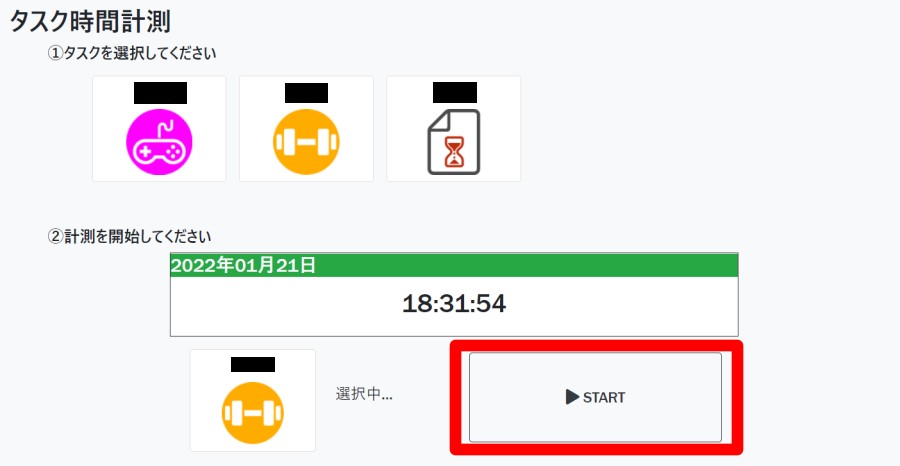 タスク時間計測
①タスクを選択してください
②計測を開始してください
2022年01月21日
18:31:54
選択中...
START